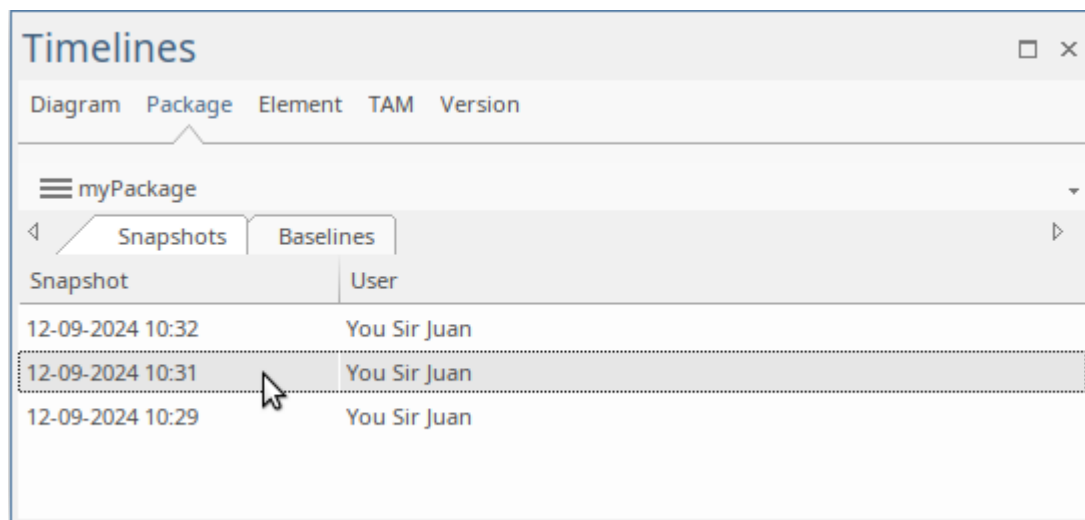 Timelines
Diagram Package Element TAM Version
myPackage
Snapshots Baselines
Snapshot User
12-09-2024 10:32 You Sir Juan
12-09-2024 10:31 You Sir Juan
12-09-2024 10:29 You Sir Juan